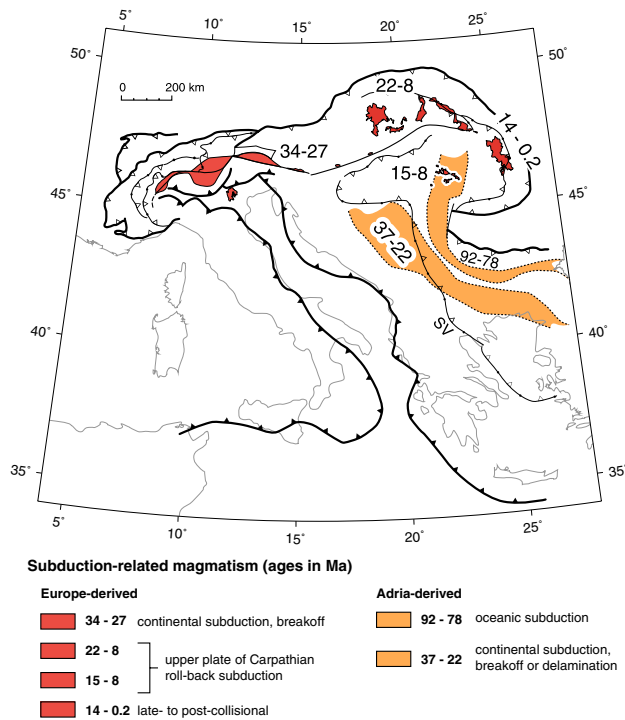 5° 10° 15° 20° 25°
50° 50°
0 200 km
22-8
14 - 0.2
34-27
15-8
45° 45°
37-22
92-78
SV
40° 40°
35° 35°
5° 10° 15° 20° 25°
Subduction-related magmatism (ages in Ma)
Europe-derived
34 - 27 continental subduction, breakoff
22 - 8
upper plate of Carpathian
roll-back subduction
15 - 8
14 - 0.2 late- to post-collisional
Adria-derived
92 - 78 oceanic subduction
37 - 22 continental subduction,
breakoff or delamination